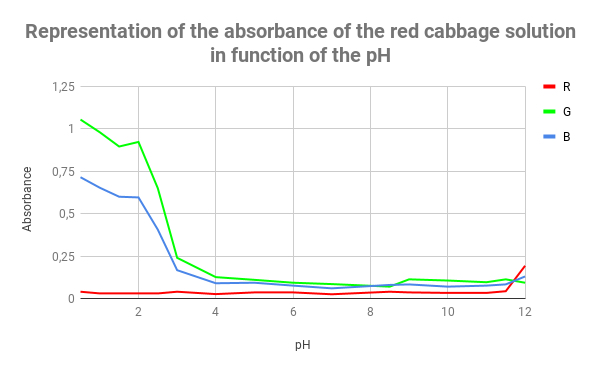 Representation of the absorbance of the red cabbage solution
in function of the pH
R
G
B
1,25
1
0,75
0,5
0,25
0
Absorbance
2
4
6
8
10
12
pH